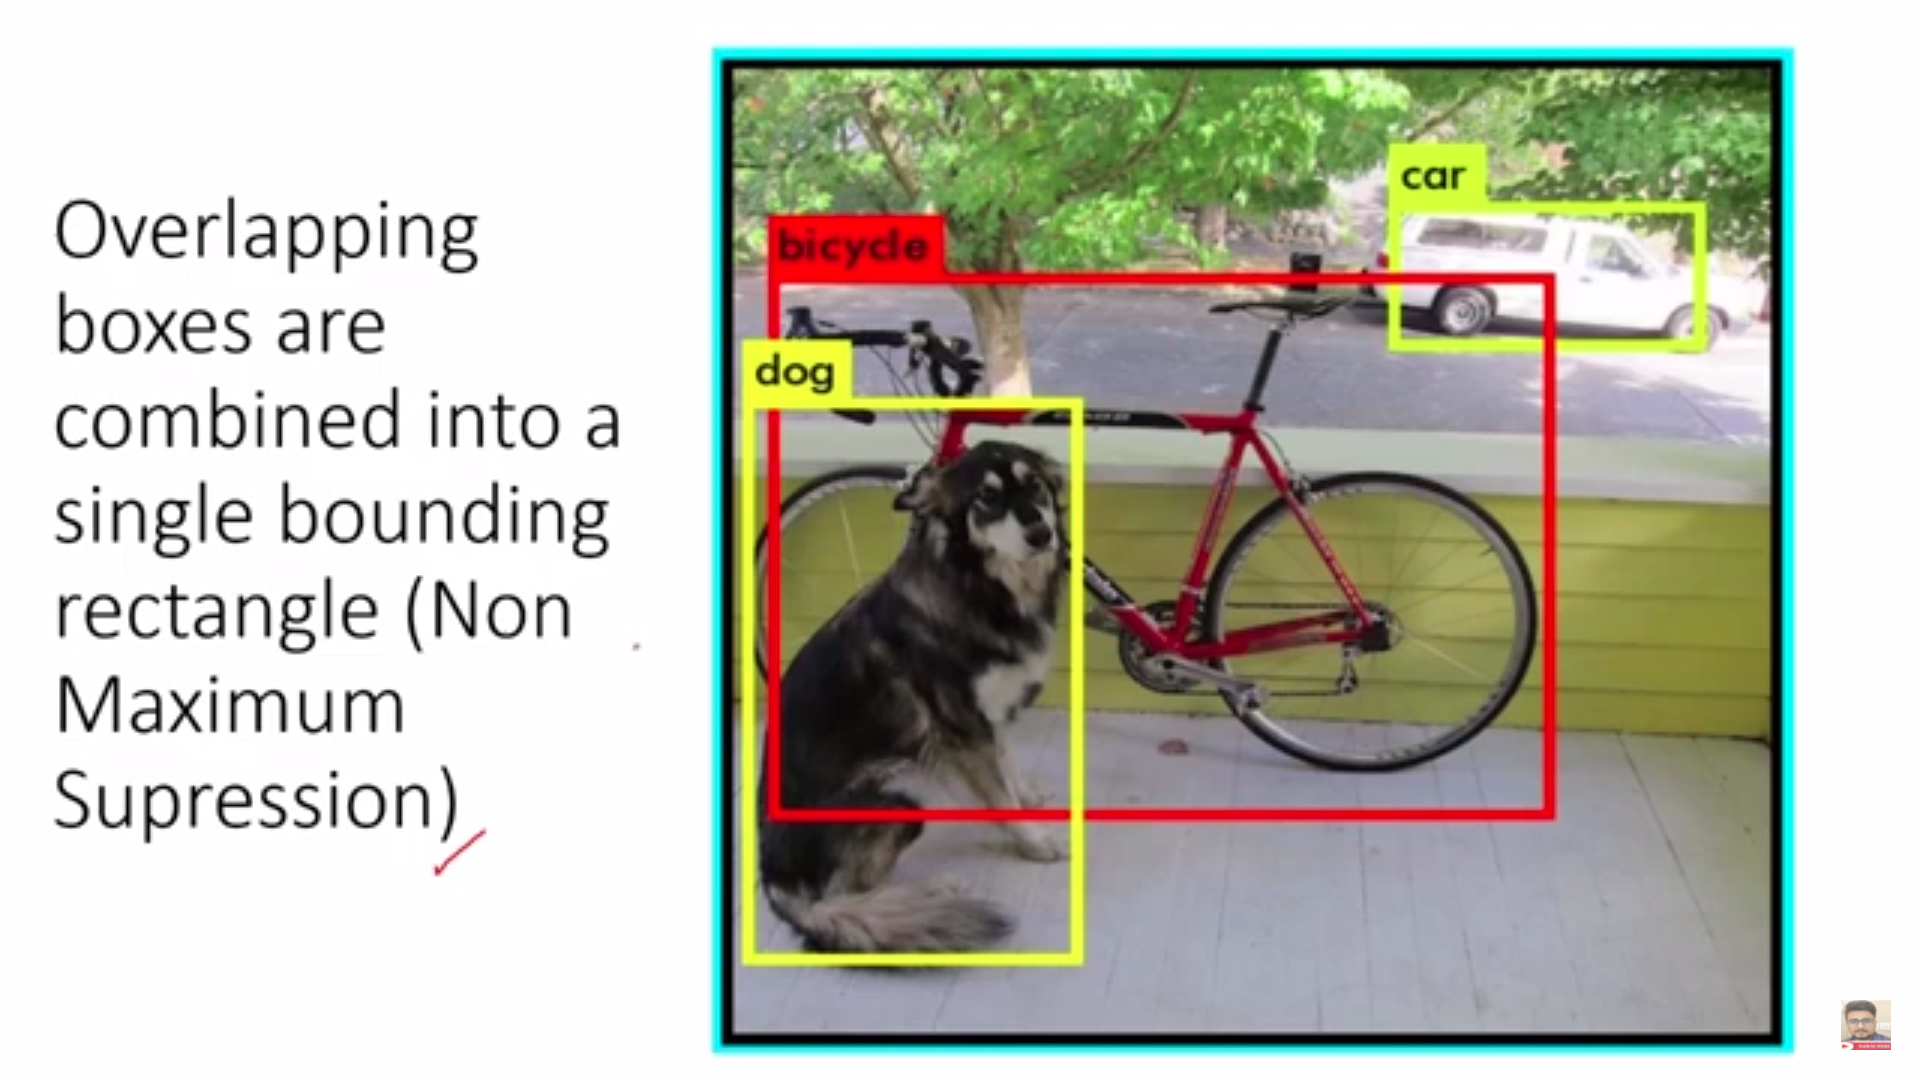 Overlapping
boxes are
combined into a
single bounding
rectangle (Non
Maximum
Supression)
car
bicycle
dog